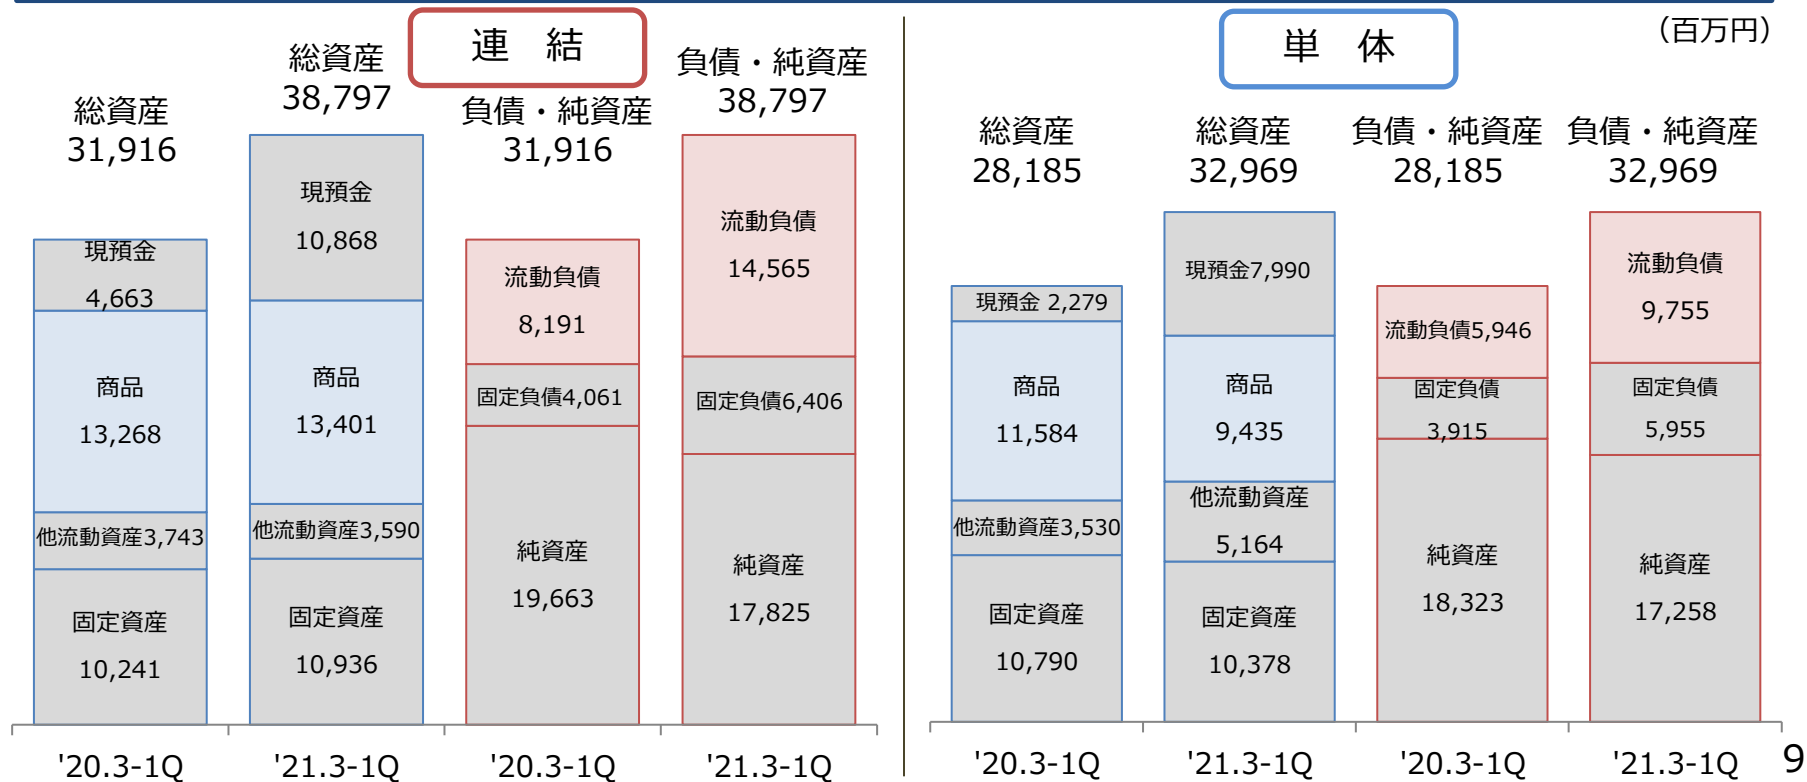 連 結
総資産
31,916
現預金
4,663
商品
13,268
他流動資産3,743
固定資産
10,241
'20.3-1Q
総資産
38,797
現預金
10,868
商品
13,401
他流動資産3,590
固定資産
10,936
'21.3-1Q
負債・純資産
31,916
流動負債
8,191
固定負債4,061
純資産
19,663
'20.3-1Q
負債・純資産
38,797
流動負債
14,565
固定負債6,406
純資産
17,825
'21.3-1Q
単 体
（百万円）
総資産
28,185
現預金 2,279
商品
11,584
他流動資産3,530
固定資産
10,790
'20.3-1Q
総資産
32,969
現預金7,990
商品
9,435
他流動資産
5,164
固定資産
10,378
'21.3-1Q
負債・純資産
28,185
流動負債5,946
固定負債
3,915
純資産
18,323
'20.3-1Q
負債・純資産
32,969
流動負債
9,755
固定負債
5,955
純資産
17,258
'21.3-1Q
9